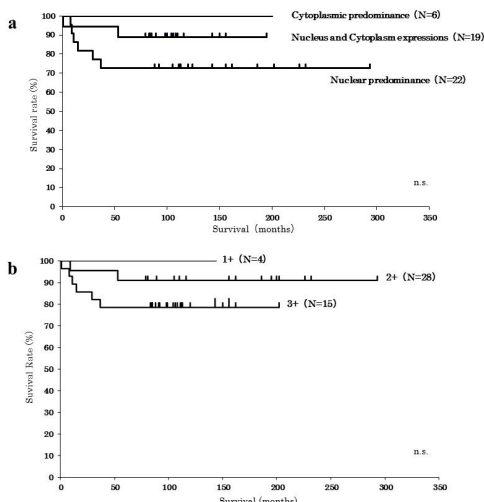 a
Cytoplasmic predominance (N=6)
Nucleus and Cytoplasm expressions (N=19)
Nuclear predominance (N=22)
Survival rate (%)
100
90
80
70
60
50
40
30
20
10
0
n.s.
0 50 100 150 200 250 300 350
Survival (months)
b
1+ (N=4)
2+ (N=28)
3+ (N=15)
Suvival Rate (%)
100
90
80
70
60
50
40
30
20
10
0
n.s.
0 50 100 150 200 250 300 350
Survival (months)